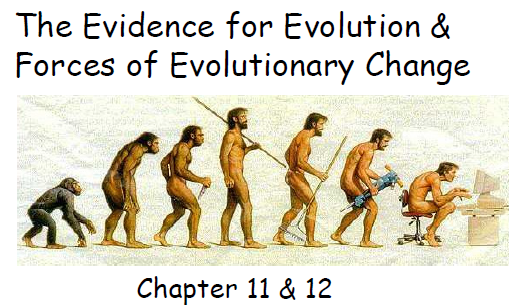 The Evidence for Evolution &
Forces of Evolutionary Change
Chapter 11 & 12